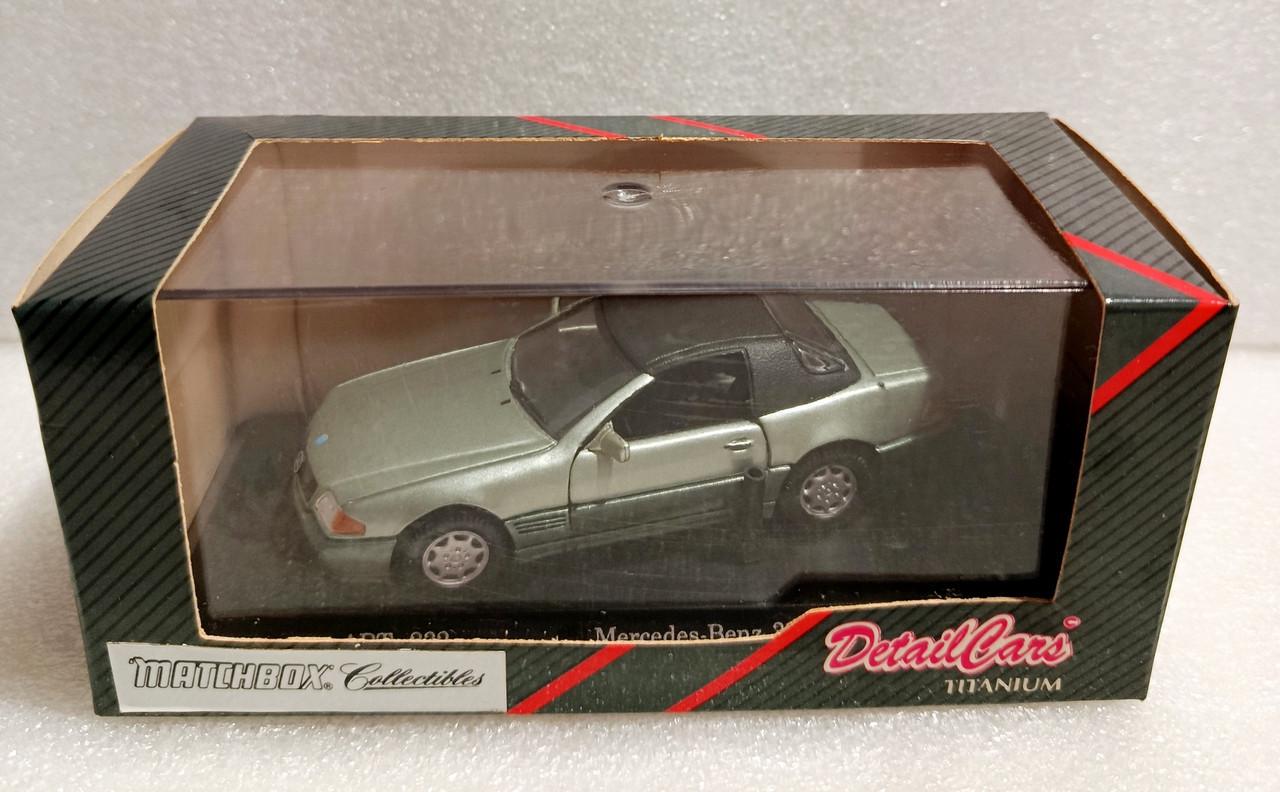 Mercedes-Benz
"MATCHBOX"® Collectibles
DetailCars
TITANIUM